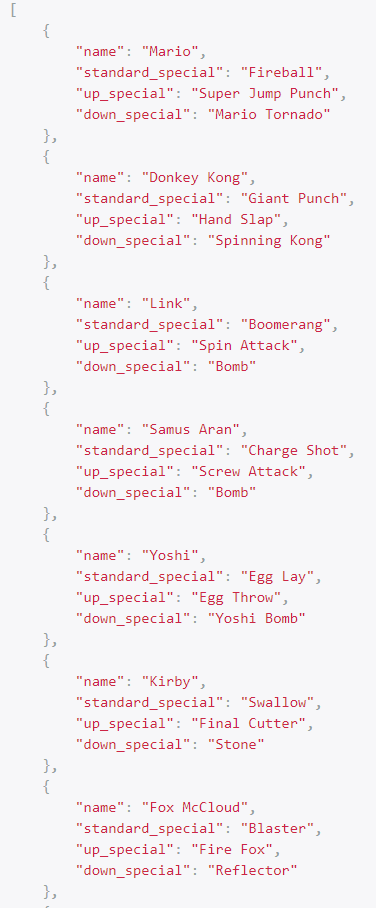 [
{
"name": "Mario",
"standard_special": "Fireball",
"up_special": "Super Jump Punch",
"down_special": "Mario Tornado"
},
{
"name": "Donkey Kong",
"standard_special": "Giant Punch",
"up_special": "Hand Slap",
"down_special": "Spinning Kong"
},
{
"name": "Link",
"standard_special": "Boomerang",
"up_special": "Spin Attack",
"down_special": "Bomb"
},
{
"name": "Samus Aran",
"standard_special": "Charge Shot",
"up_special": "Screw Attack",
"down_special": "Bomb"
},
{
"name": "Yoshi",
"standard_special": "Egg Lay",
"up_special": "Egg Throw",
"down_special": "Yoshi Bomb"
},
{
"name": "Kirby",
"standard_special": "Swallow",
"up_special": "Final Cutter",
"down_special": "Stone"
},
{
"name": "Fox McCloud",
"standard_special": "Blaster",
"up_special": "Fire Fox",
"down_special": "Reflector"
},